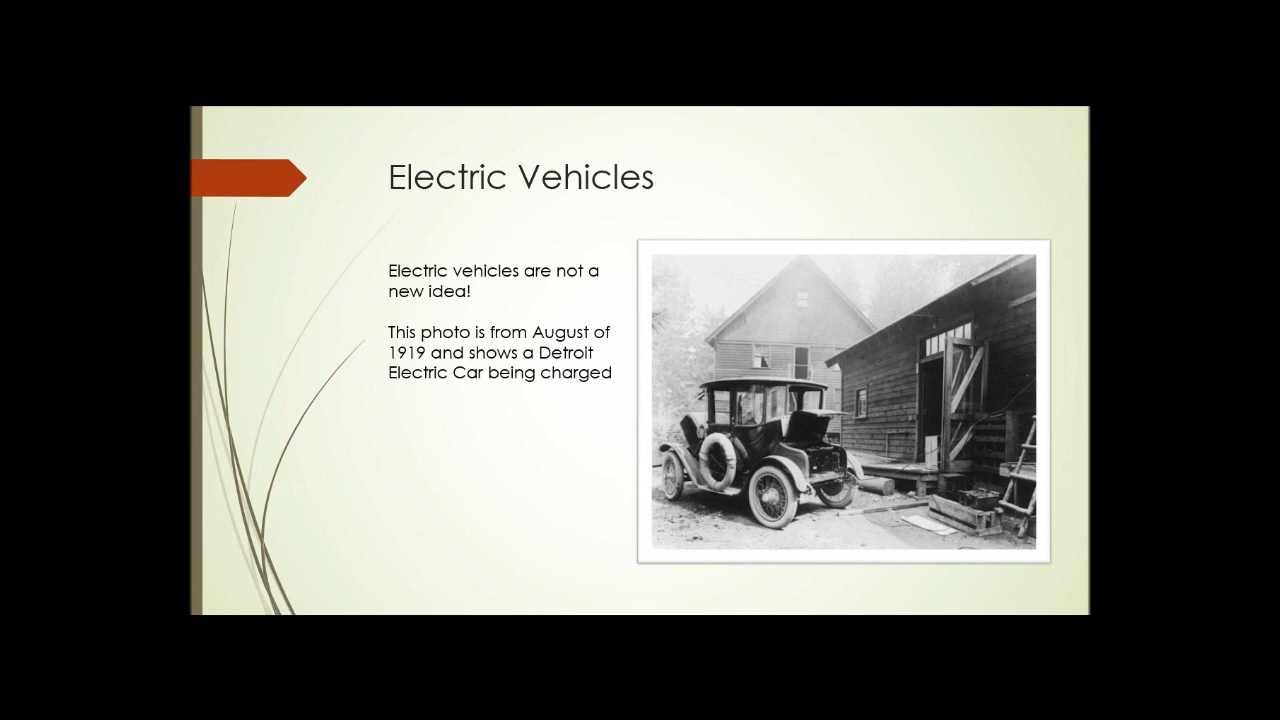 Electric Vehicles
Electric vehicles are not a
new idea!
This photo is from August of
1919 and shows a Detroit
Electric Car being charged